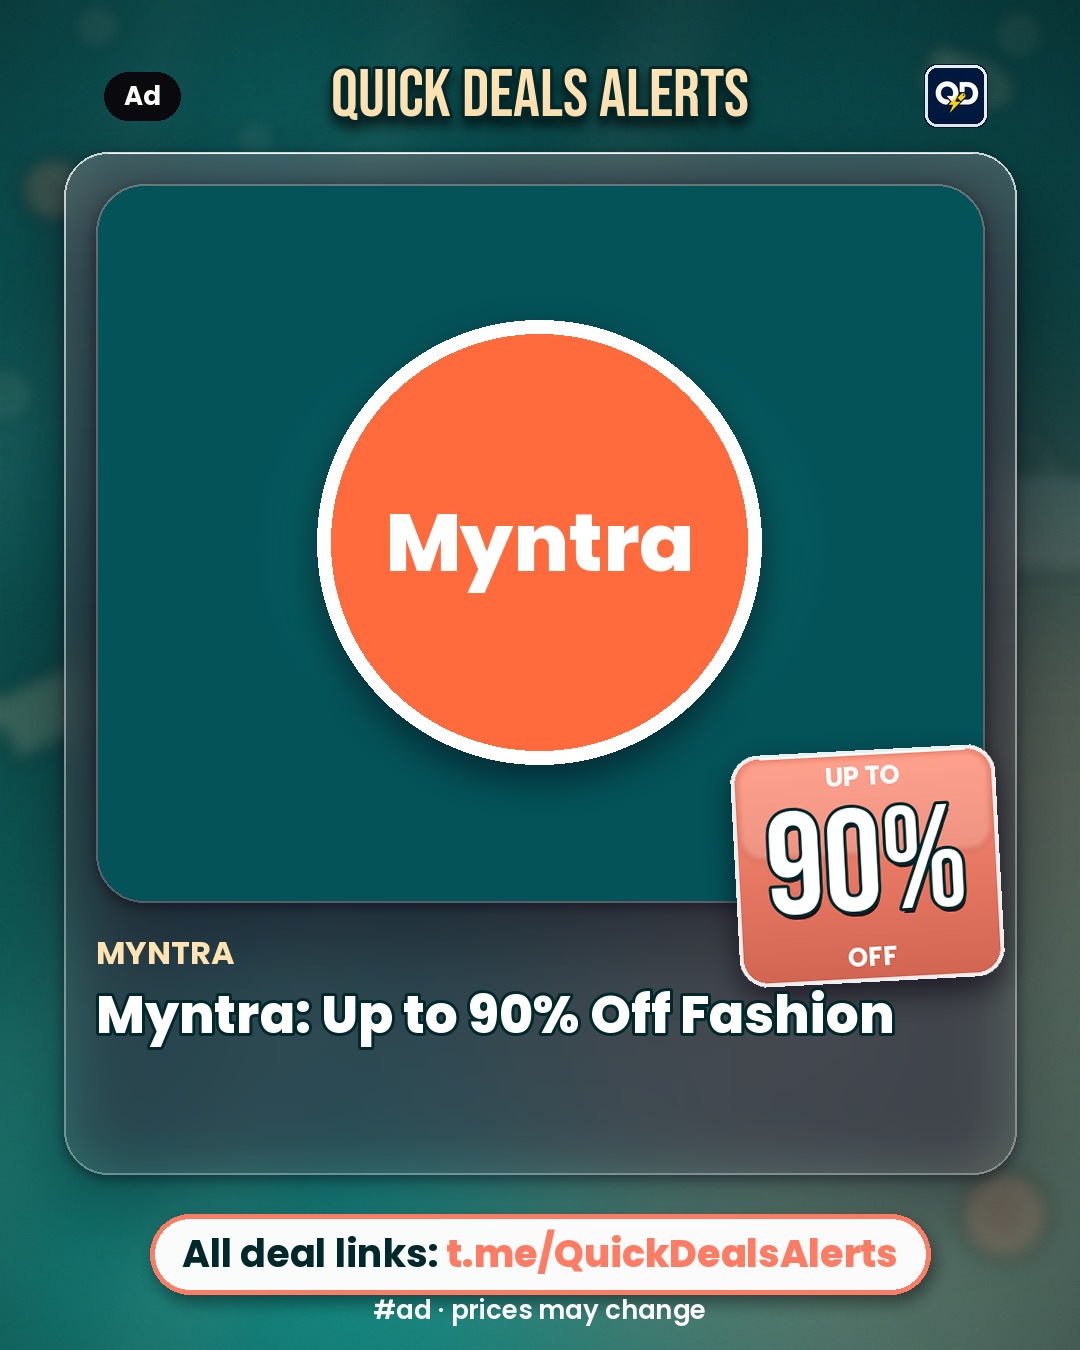 Ad
QUICK DEALS ALERTS
QD
Myntra
UP TO
90%
OFF
MYNTRA
Myntra: Up to 90% Off Fashion
All deal links: t.me/QuickDealsAlerts
#ad · prices may change